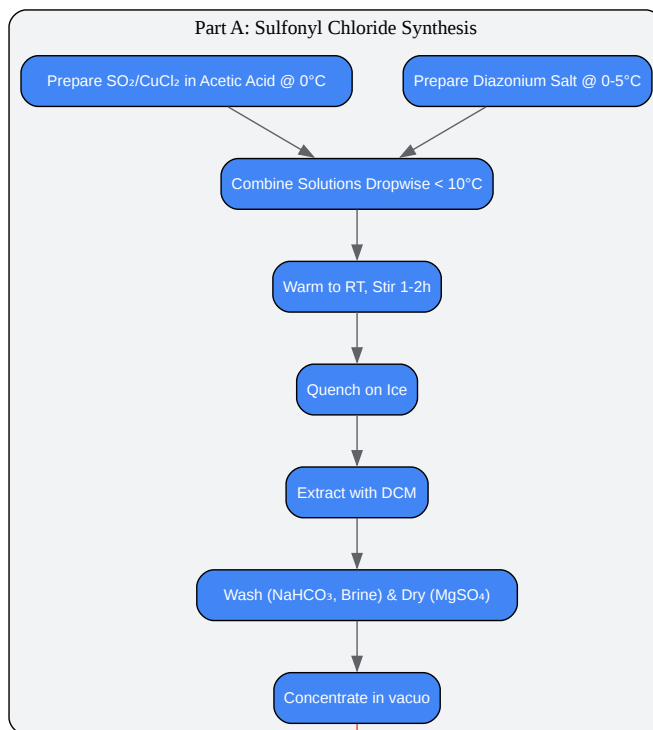 Part A: Sulfonyl Chloride Synthesis
Prepare SO₂/CuCl₂ in Acetic Acid @ 0°C
Prepare Diazonium Salt @ 0-5°C
Combine Solutions Dropwise < 10°C
Warm to RT, Stir 1-2h
Quench on Ice
Extract with DCM
Wash (NaHCO₃, Brine) & Dry (MgSO₄)
Concentrate in vacuo